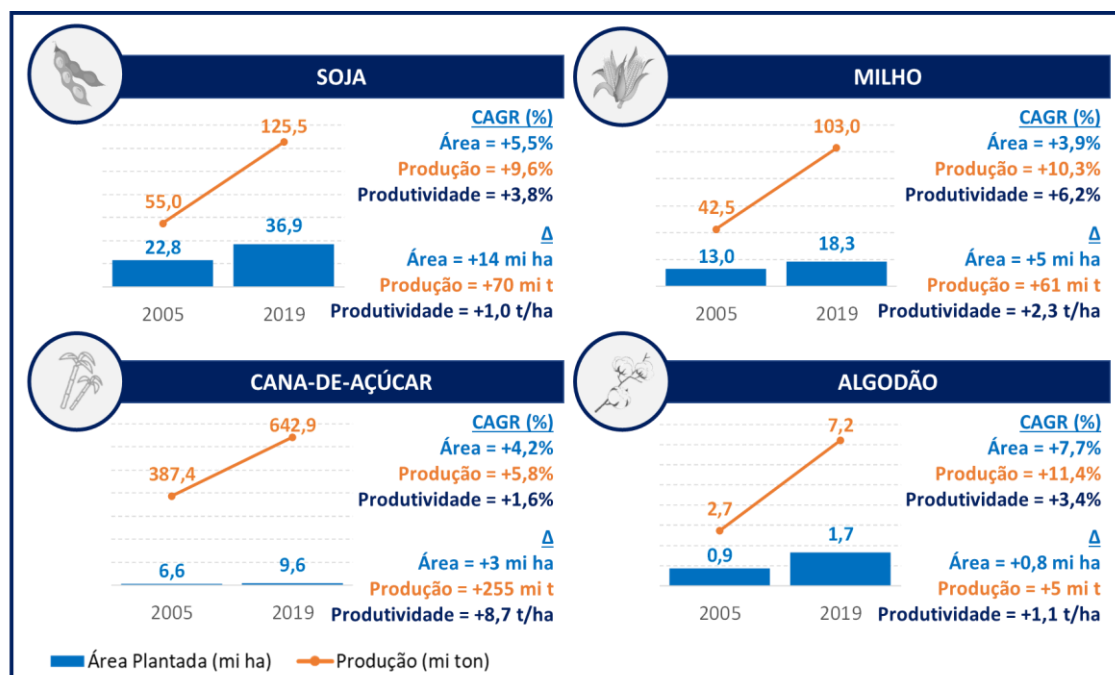 SOJA
125,5
55,0
36,9
22,8
2005 2019
CAGR (%)
Área = +5,5%
Produção = +9,6%
Produtividade = +3,8%
Δ
Área = +14 mi ha
Produção = +70 mi t
Produtividade = +1,0 t/ha
MILHO
103,0
42,5
18,3
13,0
2005 2019
CAGR (%)
Área = +3,9%
Produção = +10,3%
Produtividade = +6,2%
Δ
Área = +5 mi ha
Produção = +61 mi t
Produtividade = +2,3 t/ha
CANA-DE-AÇÚCAR
642,9
387,4
6,6 9,6
2005 2019
CAGR (%)
Área = +4,2%
Produção = +5,8%
Produtividade = +1,6%
Δ
Área = +3 mi ha
Produção = +255 mi t
Produtividade = +8,7 t/ha
ALGODÃO
7,2
2,7
1,7
0,9
2005 2019
CAGR (%)
Área = +7,7%
Produção = +11,4%
Produtividade = +3,4%
Δ
Área = +0,8 mi ha
Produção = +5 mi t
Produtividade = +1,1 t/ha
Área Plantada (mi ha) Produção (mi ton)